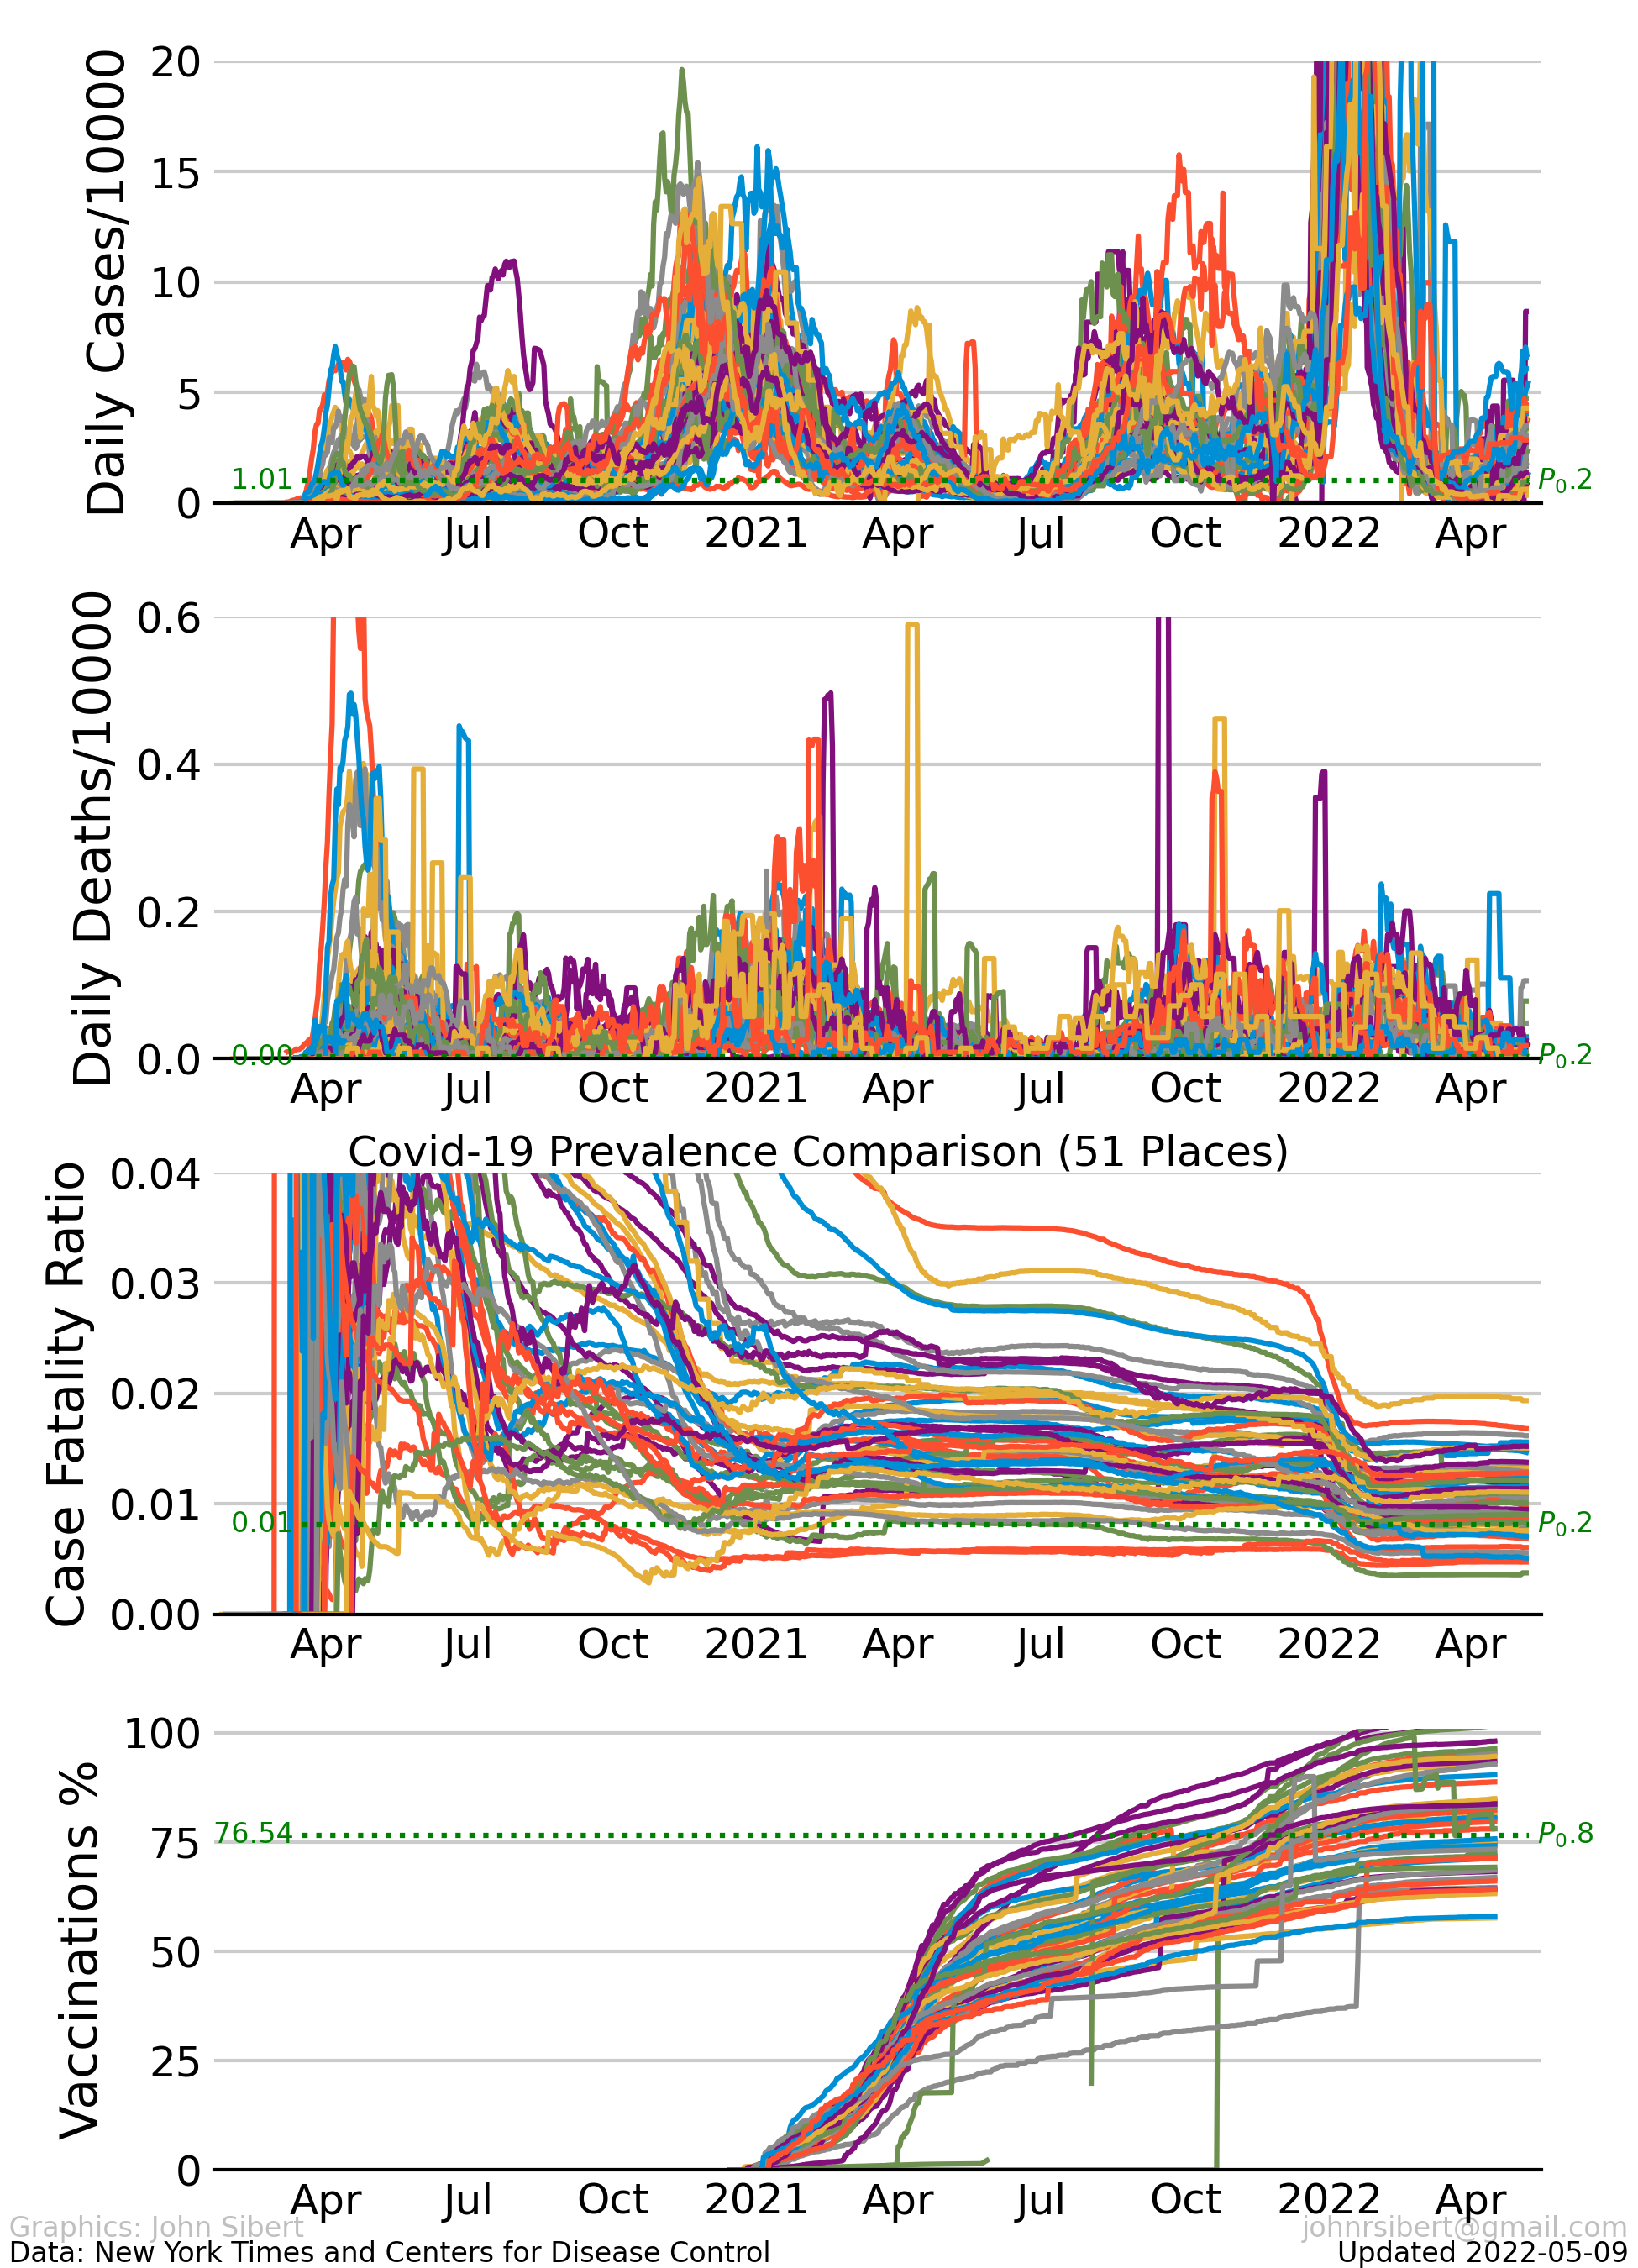 Daily Cases/10000
20
15
10
5
0
1.01
P0.2
Apr Jul Oct 2021 Apr Jul Oct 2022 Apr
Daily Deaths/10000
0.6
0.4
0.2
0.0
0.00
P0.2
Apr Jul Oct 2021 Apr Jul Oct 2022 Apr
Covid-19 Prevalence Comparison (51 Places)
Case Fatality Ratio
0.04
0.03
0.02
0.01
0.00
0.01
P0.2
Apr Jul Oct 2021 Apr Jul Oct 2022 Apr
Vaccinations %
100
75
50
25
0
76.54
P0.8
Apr Jul Oct 2021 Apr Jul Oct 2022 Apr
Graphics: John Sibert
johnrsibert@gmail.com
Data: New York Times and Centers for Disease Control
Updated 2022-05-09